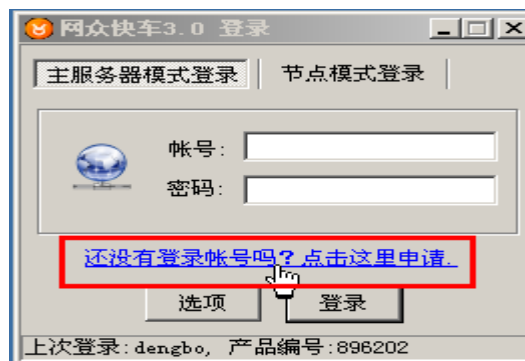 网众快车3.0 登录
主服务器模式登录 节点模式登录
帐号:
密码:
还没有登录帐号吗?点击这里申请.
选项 登录
上次登录:dengbo, 产品编号:896202